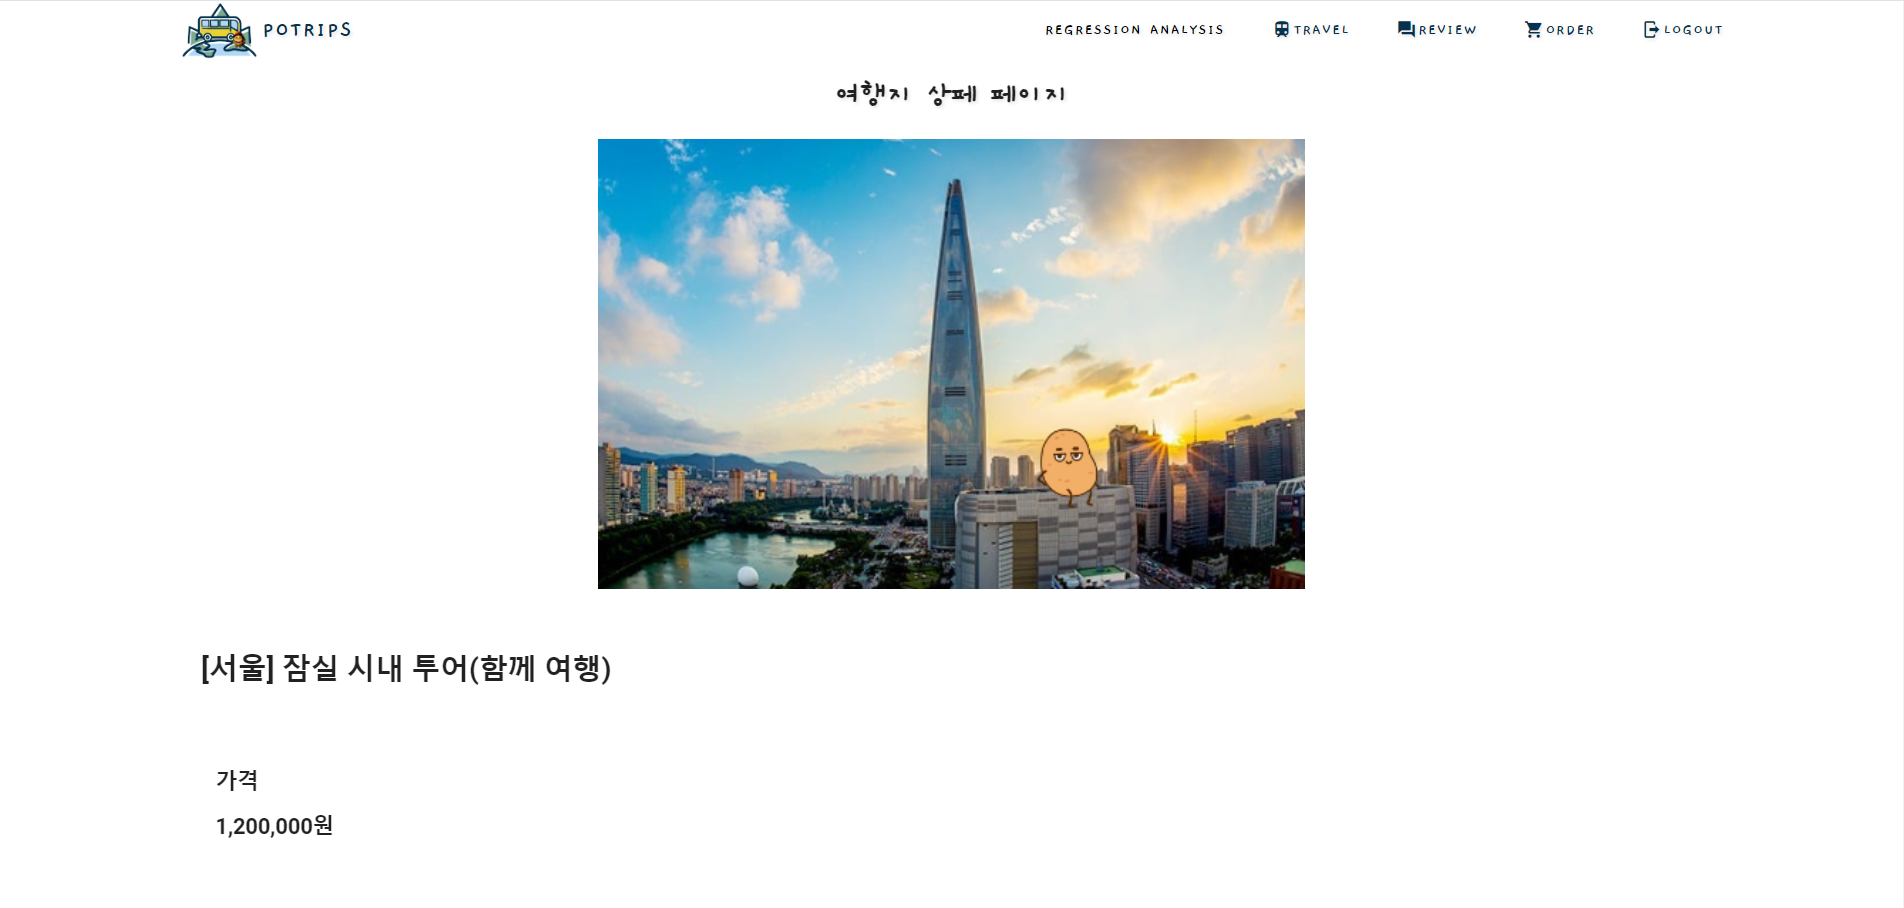 POTRIPS
REGRESSION ANALYSIS
TRAVEL
REVIEW
ORDER
LOGOUT
여행지 상페 페이지
[서울] 잠실 시내 투어(함께 여행)
가격
1,200,000원